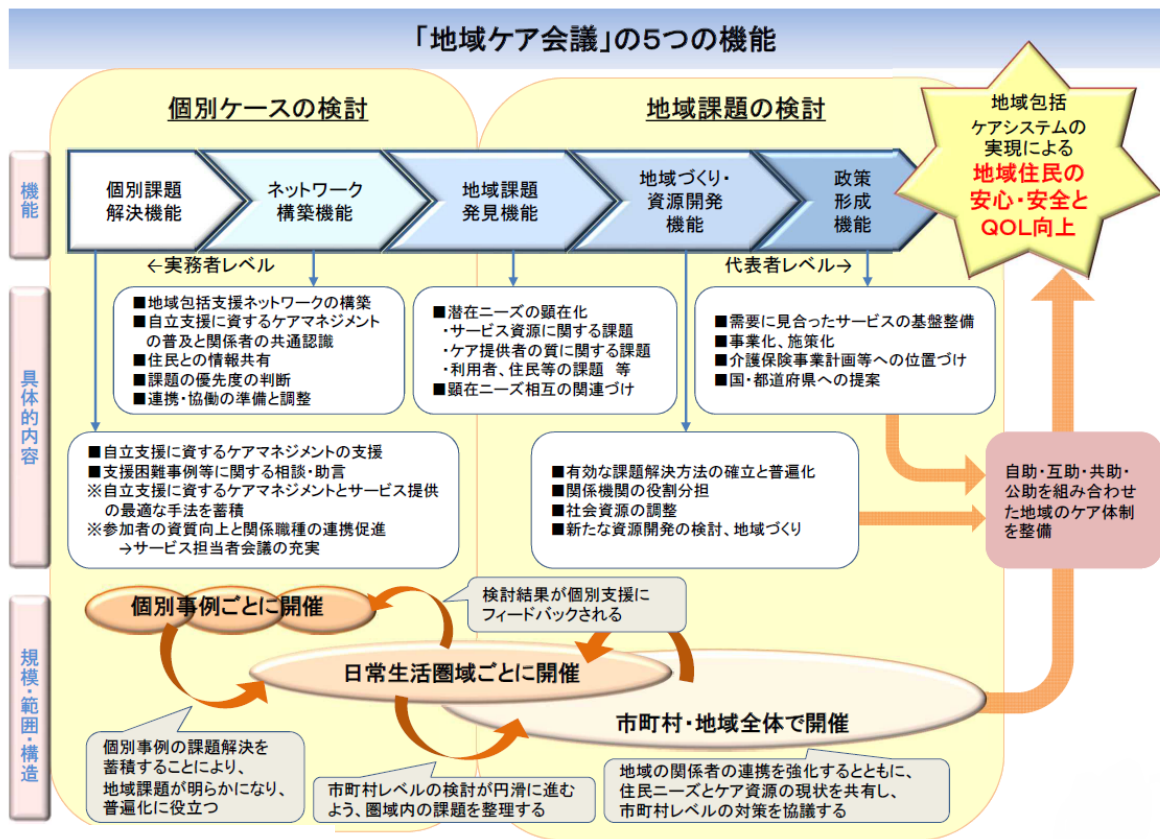 「地域ケア会議」の５つの機能
個別ケースの検討
地域課題の検討
地域包括
ケアシステムの
実現による
地域住民の
安心・安全と
ＱＯＬ向上
機能
個別課題
解決機能
ネットワーク
構築機能
地域課題
発見機能
地域づくり・
資源開発
機能
政策
形成
機能
←実務者レベル
代表者レベル→
具体的内容
■地域包括支援ネットワークの構築
■自立支援に資するケアマネジメント
の普及と関係者の共通認識
■住民との情報共有
■課題の優先度の判断
■連携・協働の準備と調整
■潜在ニーズの顕在化
・サービス資源に関する課題
・ケア提供者の質に関する課題
・利用者、住民等の課題 等
■顕在ニーズ相互の関連づけ
■需要に見合ったサービスの基盤整備
■事業化、施策化
■介護保険事業計画等への位置づけ
■国・都道府県への提案
■自立支援に資するケアマネジメントの支援
■支援困難事例等に関する相談・助言
※自立支援に資するケアマネジメントとサービス提供
の最適な手法を蓄積
※参加者の資質向上と関係職種の連携促進
→サービス担当者会議の充実
■有効な課題解決方法の確立と普遍化
■関係機関の役割分担
■社会資源の調整
■新たな資源開発の検討、地域づくり
自助・互助・共助・
公助を組み合わせ
た地域のケア体制
を整備
規模・範囲・構造
個別事例ごとに開催
検討結果が個別支援に
フィードバックされる
日常生活圏域ごとに開催
市町村・地域全体で開催
個別事例の課題解決を
蓄積することにより、
地域課題が明らかになり、
普遍化に役立つ
市町村レベルの検討が円滑に進む
よう、圏域内の課題を整理する
地域の関係者の連携を強化するとともに、
住民ニーズとケア資源の現状を共有し、
市町村レベルの対策を協議する